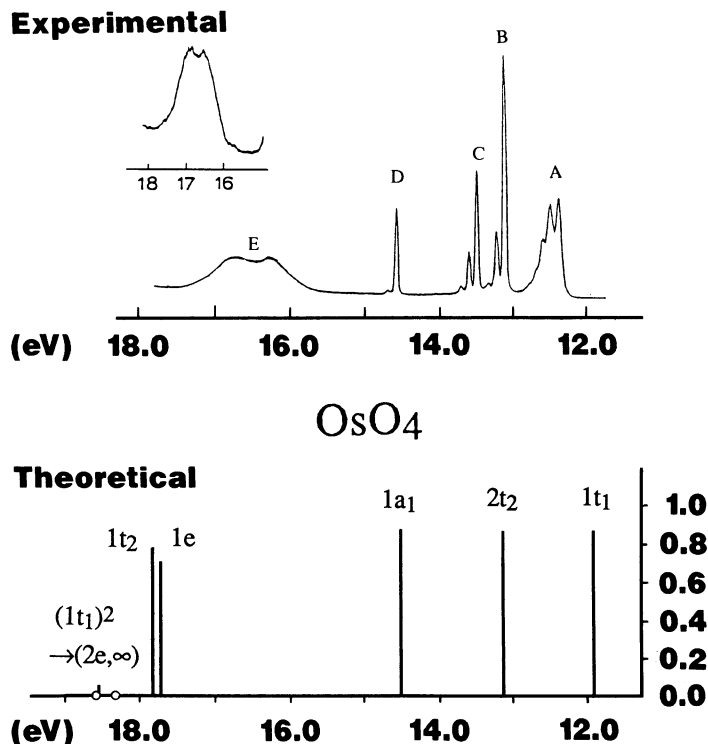 Experimental
B
C
A
D
E
18 17 16
(eV) 18.0 16.0 14.0 12.0
OsO4
Theoretical
1t2 1e 1a1 2t2 1t1
(1t1)2
→(2e,∞)
1.0
0.8
0.6
0.4
0.2
0.0
(eV) 18.0 16.0 14.0 12.0